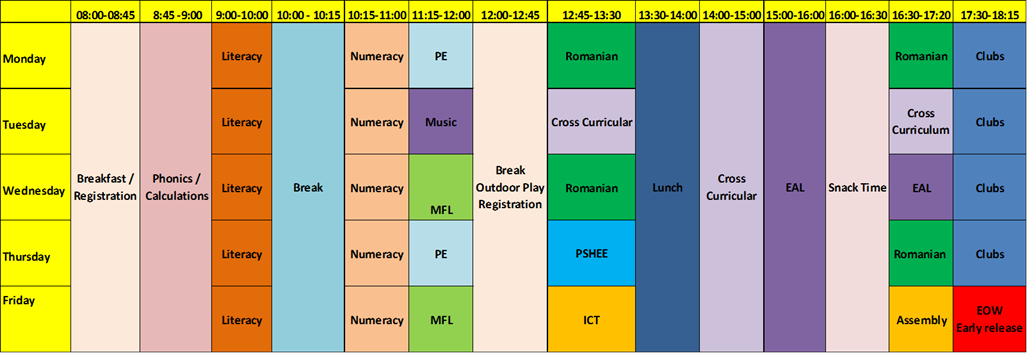 08:00-08:45 8:45 -9:00 9:00-10:00 10:00 - 10:15 10:15-11:00 11:15-12:00 12:00-12:45 12:45-13:30 13:30-14:00 14:00-15:00 15:00-16:00 16:00-16:30 16:30-17:20 17:30-18:15
Monday Literacy Numeracy PE Romanian Romanian Clubs
Tuesday Literacy Numeracy Music Cross Curricular Cross
Curriculum Clubs
Wednesday Breakfast /
Registration Phonics /
Calculations Literacy Break Numeracy MFL Break
Outdoor Play
Registration Romanian Lunch Cross
Curricular EAL Snack Time EAL Clubs
Thursday Literacy Numeracy PE PSHEE Romanian Clubs
Friday Literacy Numeracy MFL ICT Assembly EOW
Early release